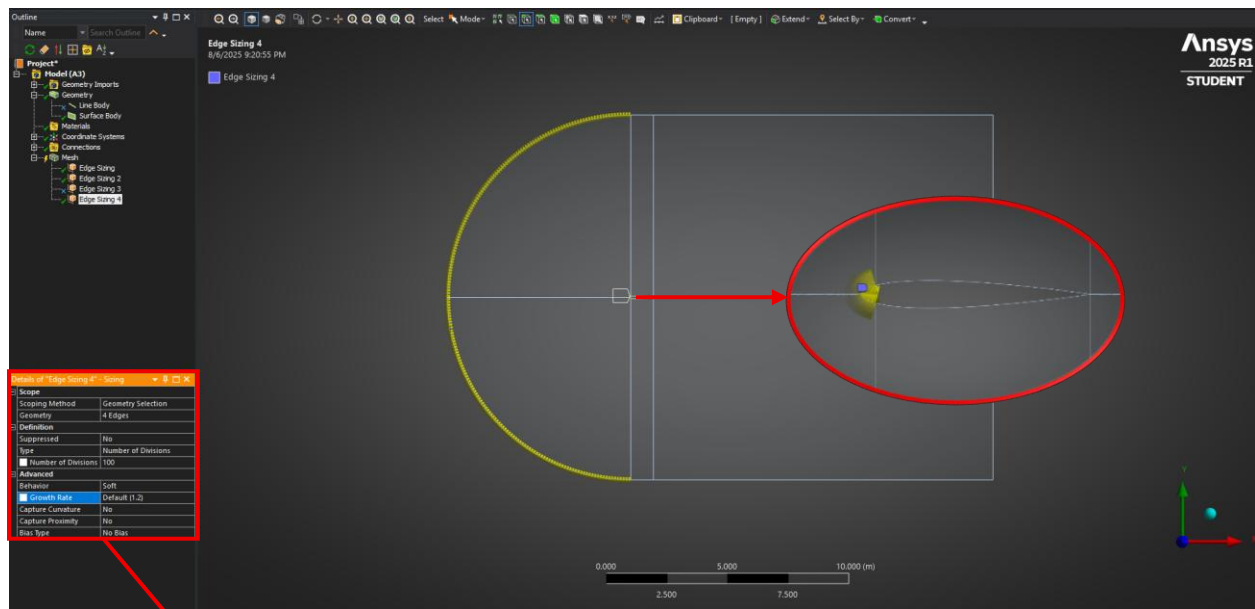 Outline
Name Search Outline
Project*
Model (A3)
Geometry Imports
Geometry
Line Body
Surface Body
Materials
Coordinate Systems
Connections
Mesh
Edge Sizing
Edge Sizing 2
Edge Sizing 3
Edge Sizing 4
Details of "Edge Sizing 4" - Sizing
Scope
Scoping Method Geometry Selection
Geometry 4 Edges
Definition
Suppressed No
Type Number of Divisions
Number of Divisions 100
Advanced
Behavior Soft
Growth Rate Default (1.2)
Capture Curvature No
Capture Proximity No
Bias Type No Bias
Select Mode Clipboard [Empty] Extend Select By Convert
Edge Sizing 4
8/6/2025 9:20:55 PM
Edge Sizing 4
Ansys
2025 R1
STUDENT
0.000 5.000 10.000 (m)
2.500 7.500
Y